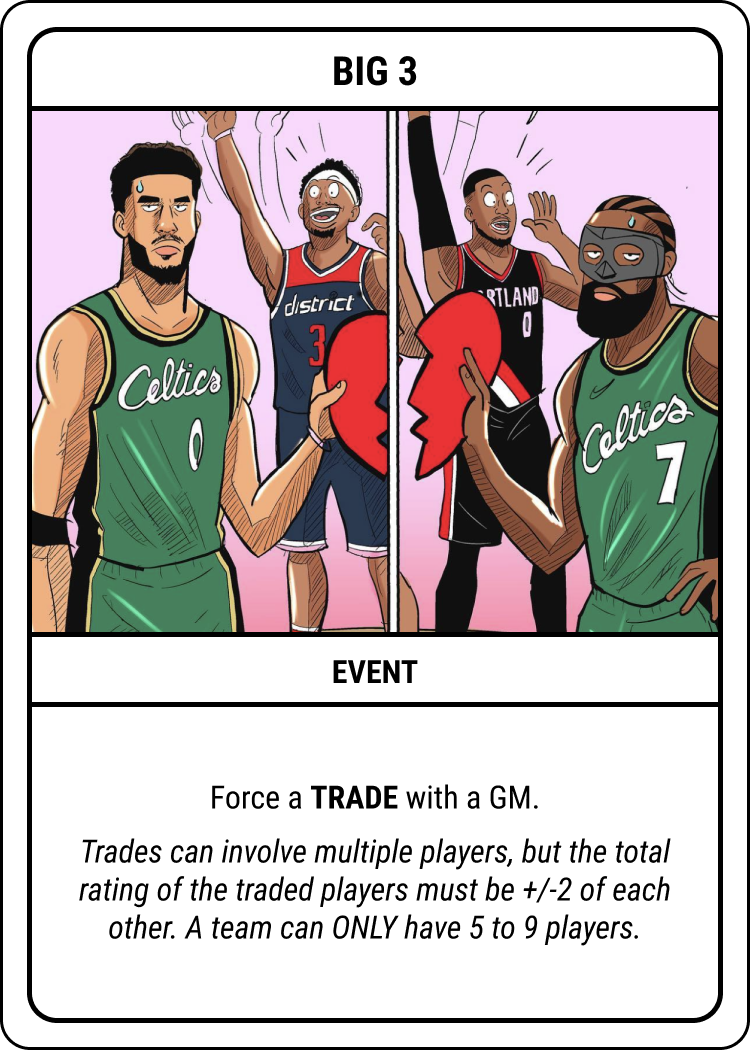 BIG 3
district
3
Celtics
0
RTLAND
0
Celtics
7
EVENT
Force a TRADE with a GM.
Trades can involve multiple players, but the total
rating of the traded players must be +/-2 of each
other. A team can ONLY have 5 to 9 players.